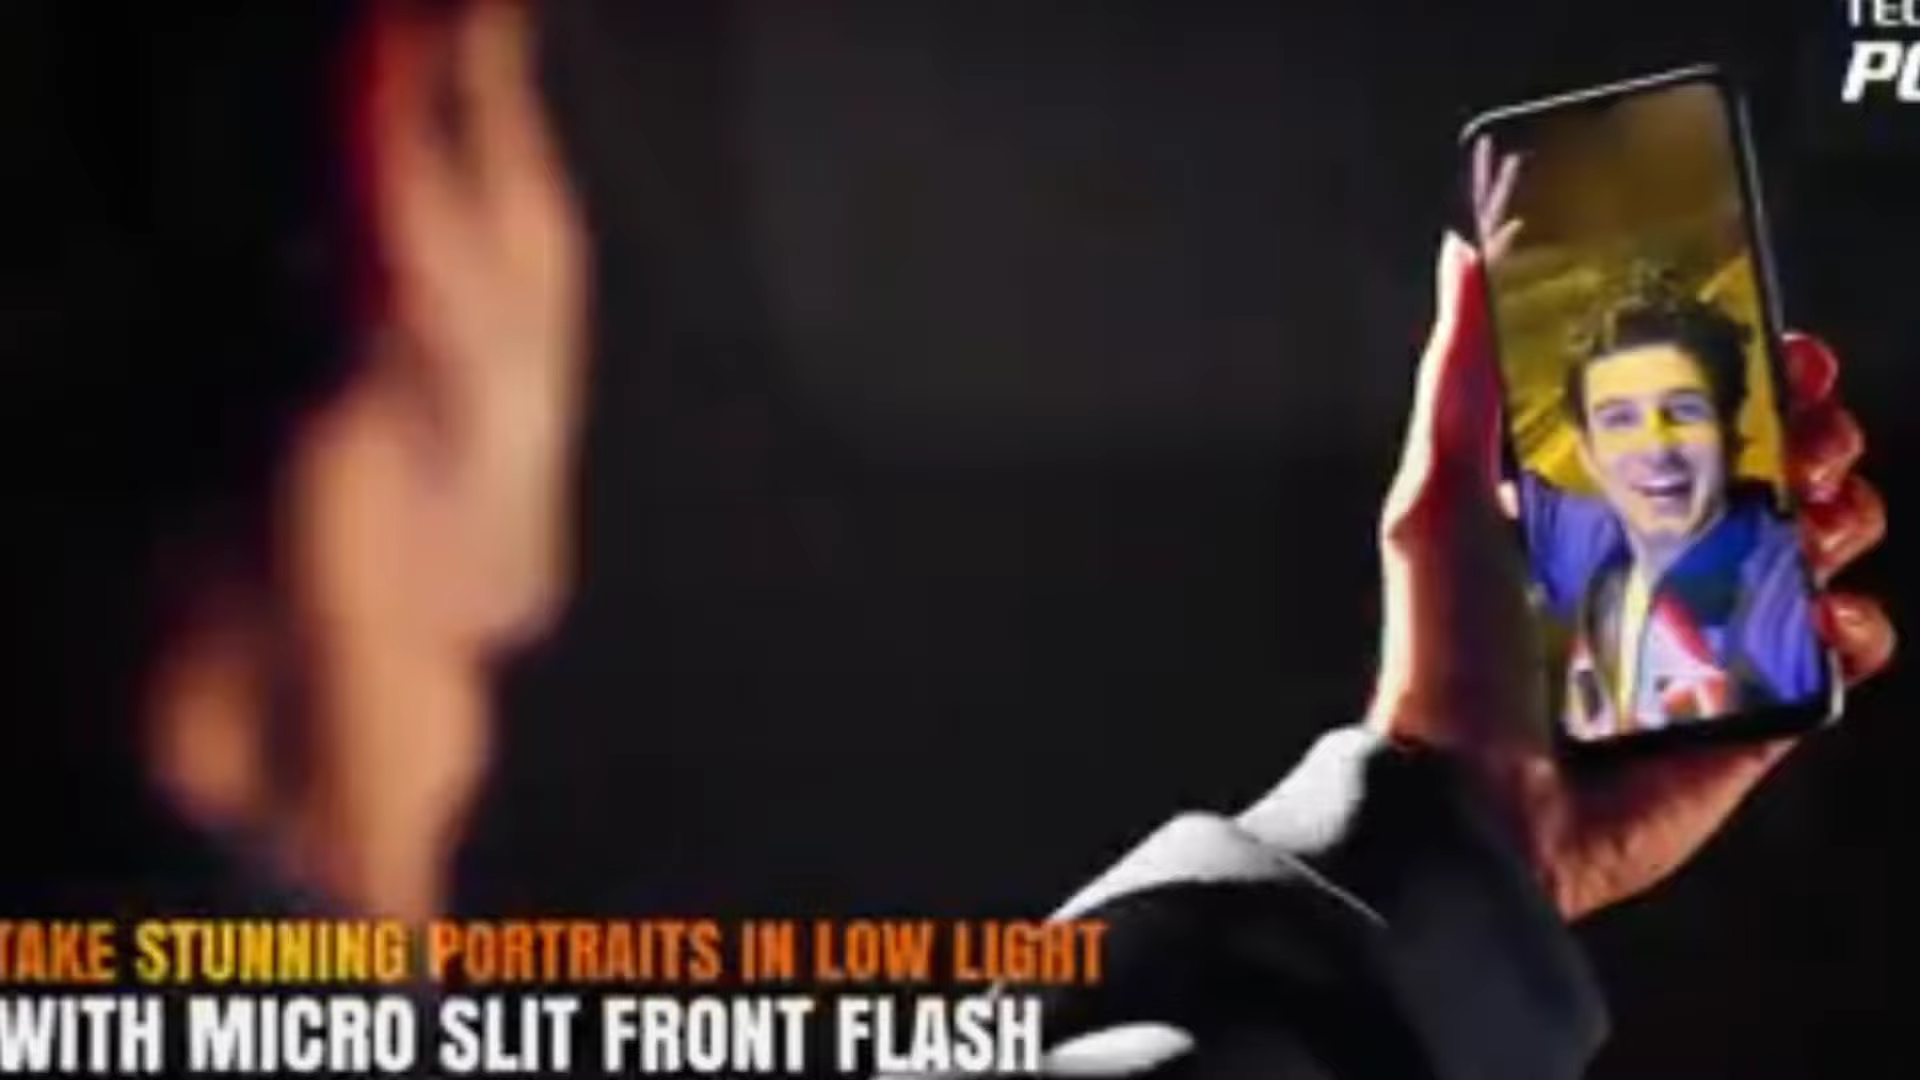 TAKE STUNNING PORTRAITS IN LOW LIGHT
WITH MICRO SLIT FRONT FLASH